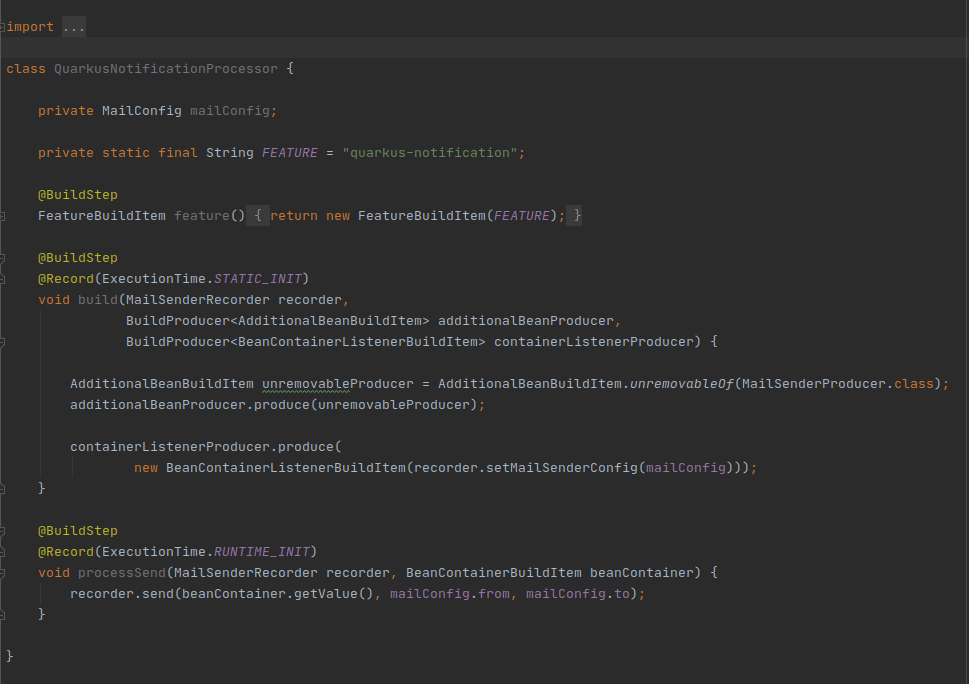 import ...
class QuarkusNotificationProcessor {
private MailConfig mailConfig;
private static final String FEATURE = "quarkus-notification";
@BuildStep
FeatureBuildItem feature() { return new FeatureBuildItem(FEATURE); }
@BuildStep
@Record(ExecutionTime.STATIC_INIT)
void build(MailSenderRecorder recorder,
BuildProducer<AdditionalBeanBuildItem> additionalBeanProducer,
BuildProducer<BeanContainerListenerBuildItem> containerListenerProducer) {
AdditionalBeanBuildItem unremovableProducer = AdditionalBeanBuildItem.unremovableOf(MailSenderProducer.class);
additionalBeanProducer.produce(unremovableProducer);
containerListenerProducer.produce(
new BeanContainerListenerBuildItem(recorder.setMailSenderConfig(mailConfig)));
}
@BuildStep
@Record(ExecutionTime.RUNTIME_INIT)
void processSend(MailSenderRecorder recorder, BeanContainerBuildItem beanContainer) {
recorder.send(beanContainer.getValue(), mailConfig.from, mailConfig.to);
}
}